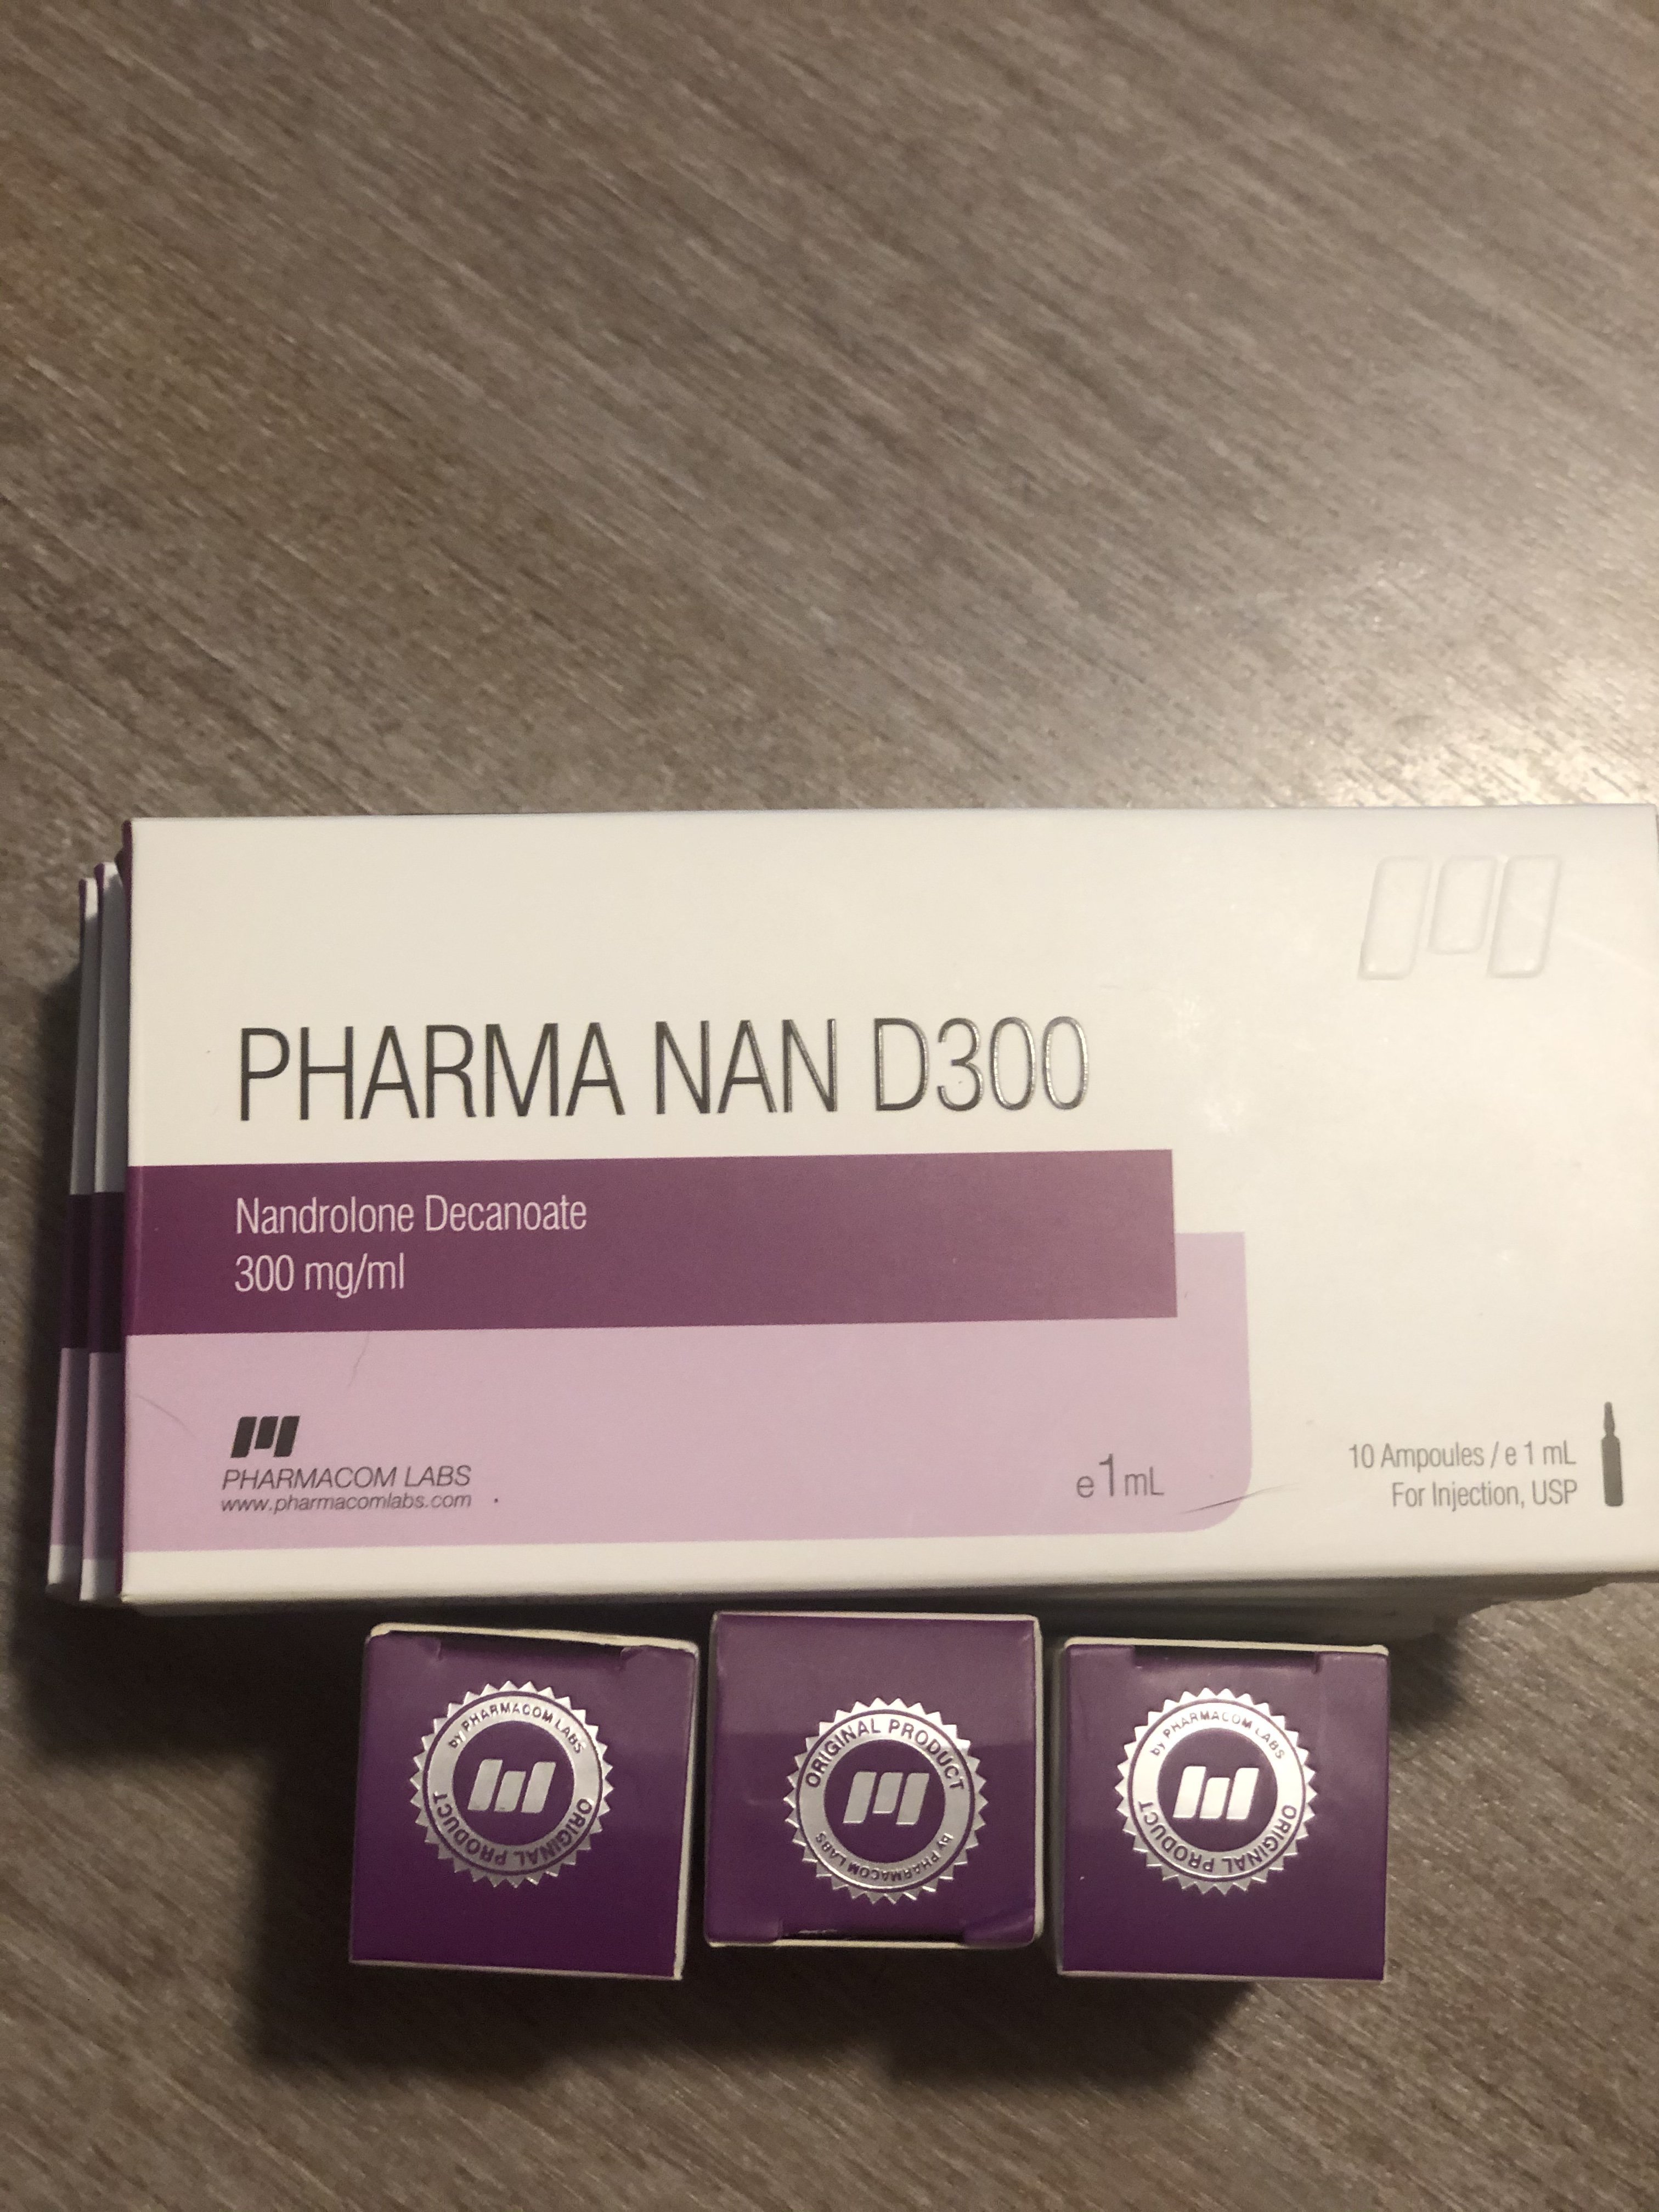 PHARMA NAN D300
Nandrolone Decanoate
300 mg/ml
PHARMACOM LABS
www.pharmacomlabs.com
e1mL
10 Ampoules / e 1 mL
For Injection, USP
by PHARMACOM LABS
ORIGINAL PRODUCT
ORIGINAL PRODUCT
by PHARMACOM LABS
by PHARMACOM LABS
ORIGINAL PRODUCT